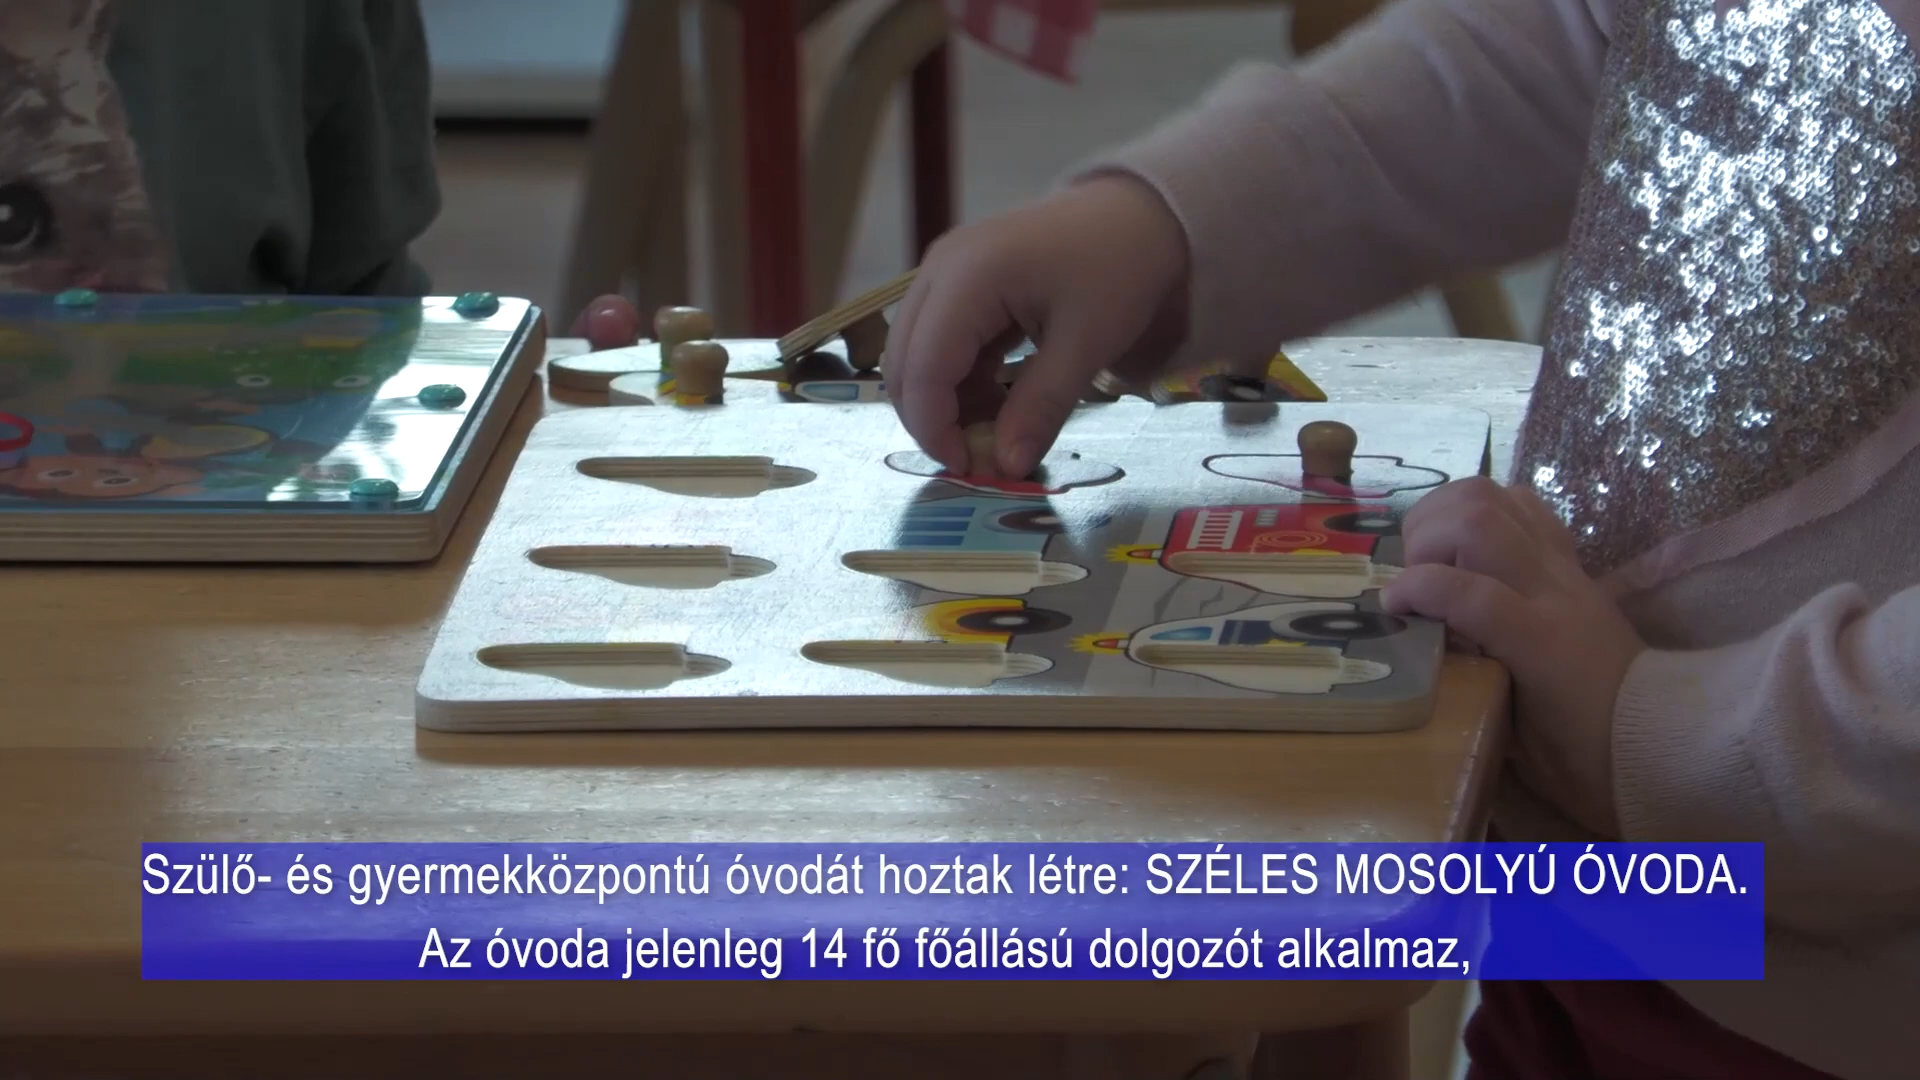 Szülő- és gyermekközpontú óvodát hoztak létre: SZÉLES MOSOLYÚ ÓVODA.
Az óvoda jelenleg 14 fő főállású dolgozót alkalmaz,